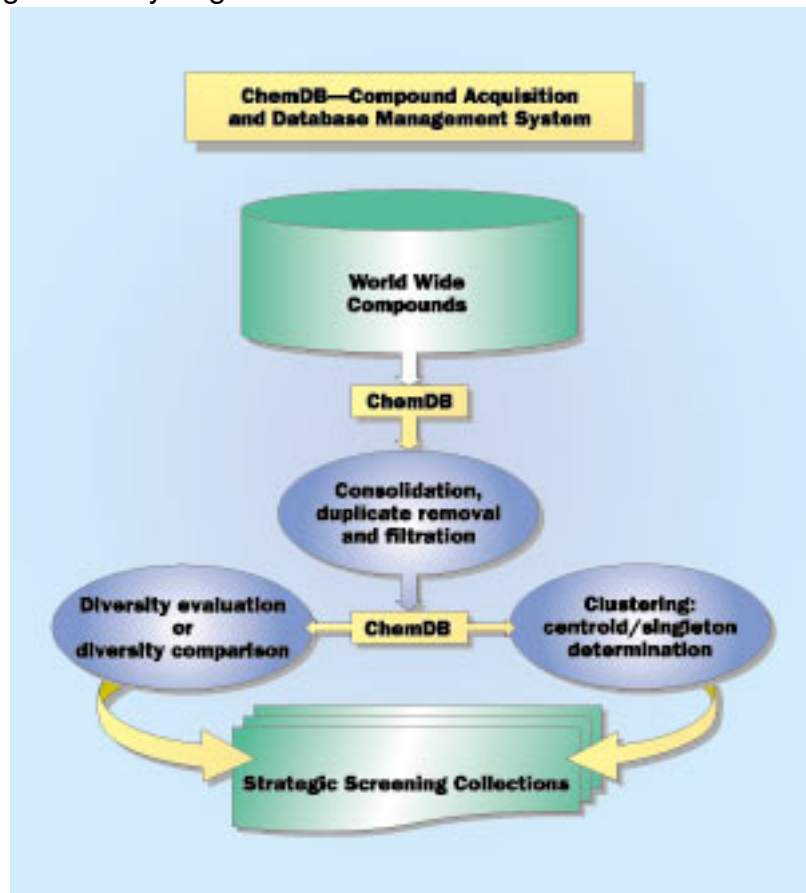 ChemDB—Compound Acquisition
and Database Management System
World Wide
Compounds
ChemDB
Consolidation,
duplicate removal
and filtration
Diversity evaluation
or
diversity comparison
ChemDB
Clustering:
centroid/singleton
determination
Strategic Screening Collections